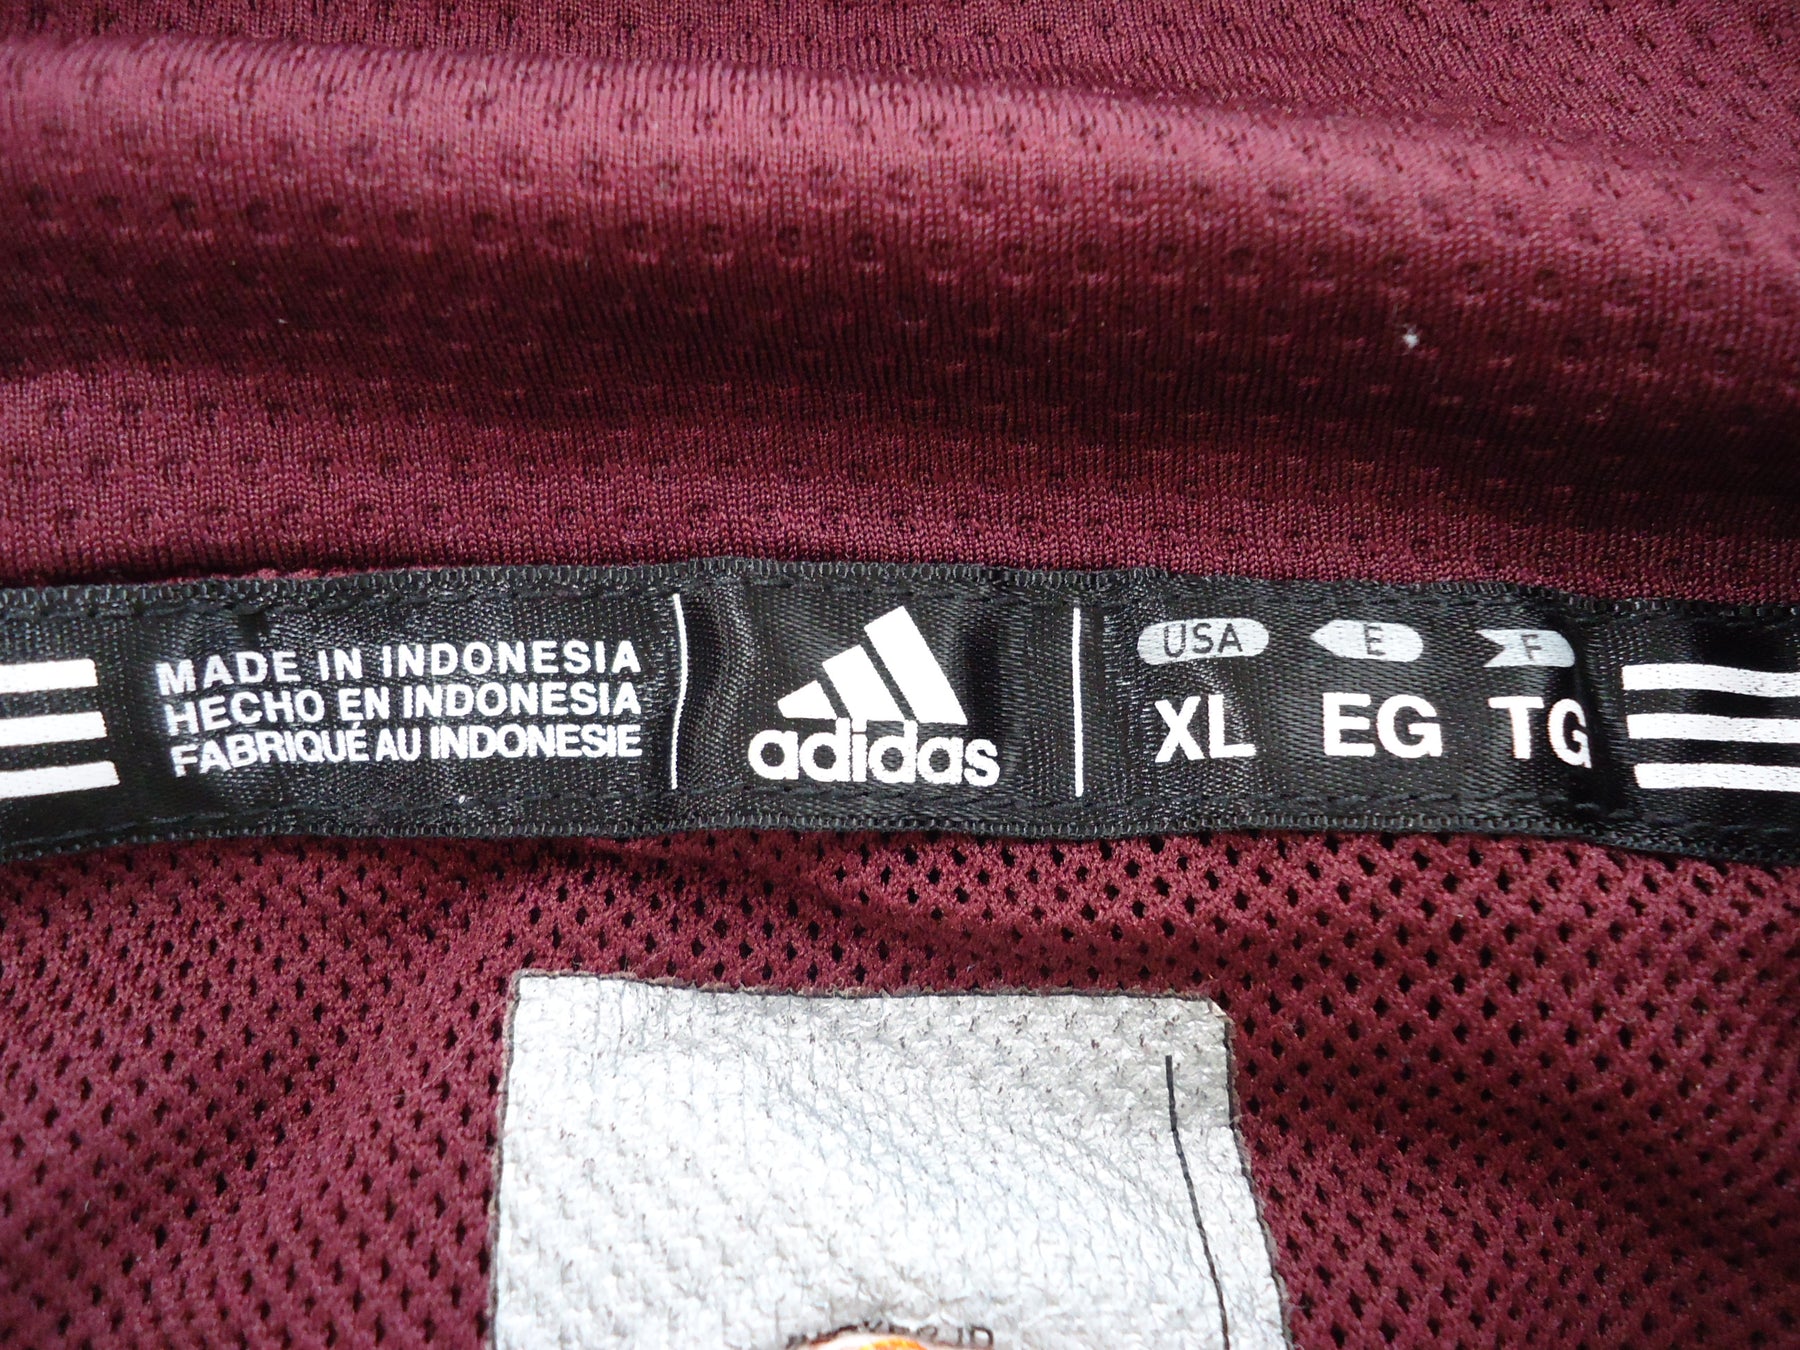 MADE IN INDONESIA
HECHO EN INDONESIA
FABRIQUÉ AU INDONESIE
adidas
USA E F
XL EG TG